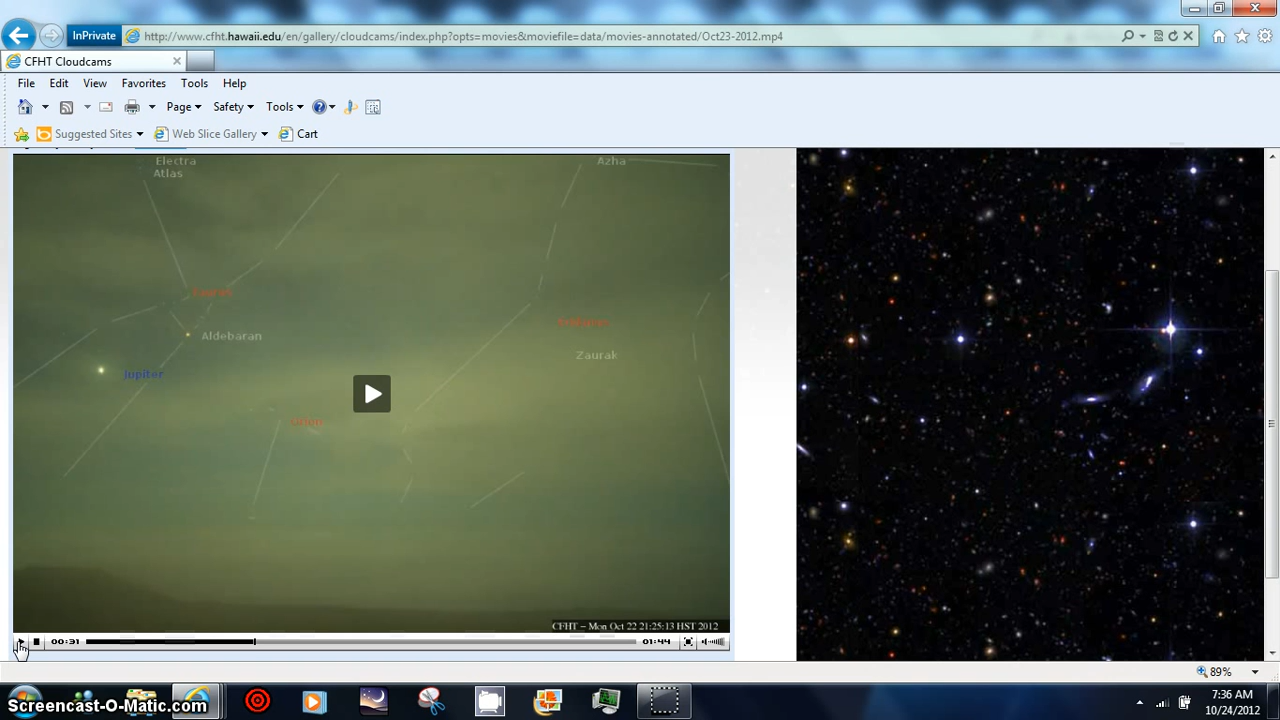 InPrivate
http://www.cfht.hawaii.edu/en/gallery/cloudcams/index.php?opts=movies&moviefile=data/movies-annotated/Oct23-2012.mp4
CFHT Cloudcams
File Edit View Favorites Tools Help
Page Safety Tools
Suggested Sites Web Slice Gallery Cart
Electra Azha
Atlas
Aldebaran
Zaurak
Jupiter
Orion
CFHT - Mon Oct 22 21:25:13 HST 2012
00:31 01:44
89%
7:36 AM
Screencast-O-Matic.com
10/24/2012